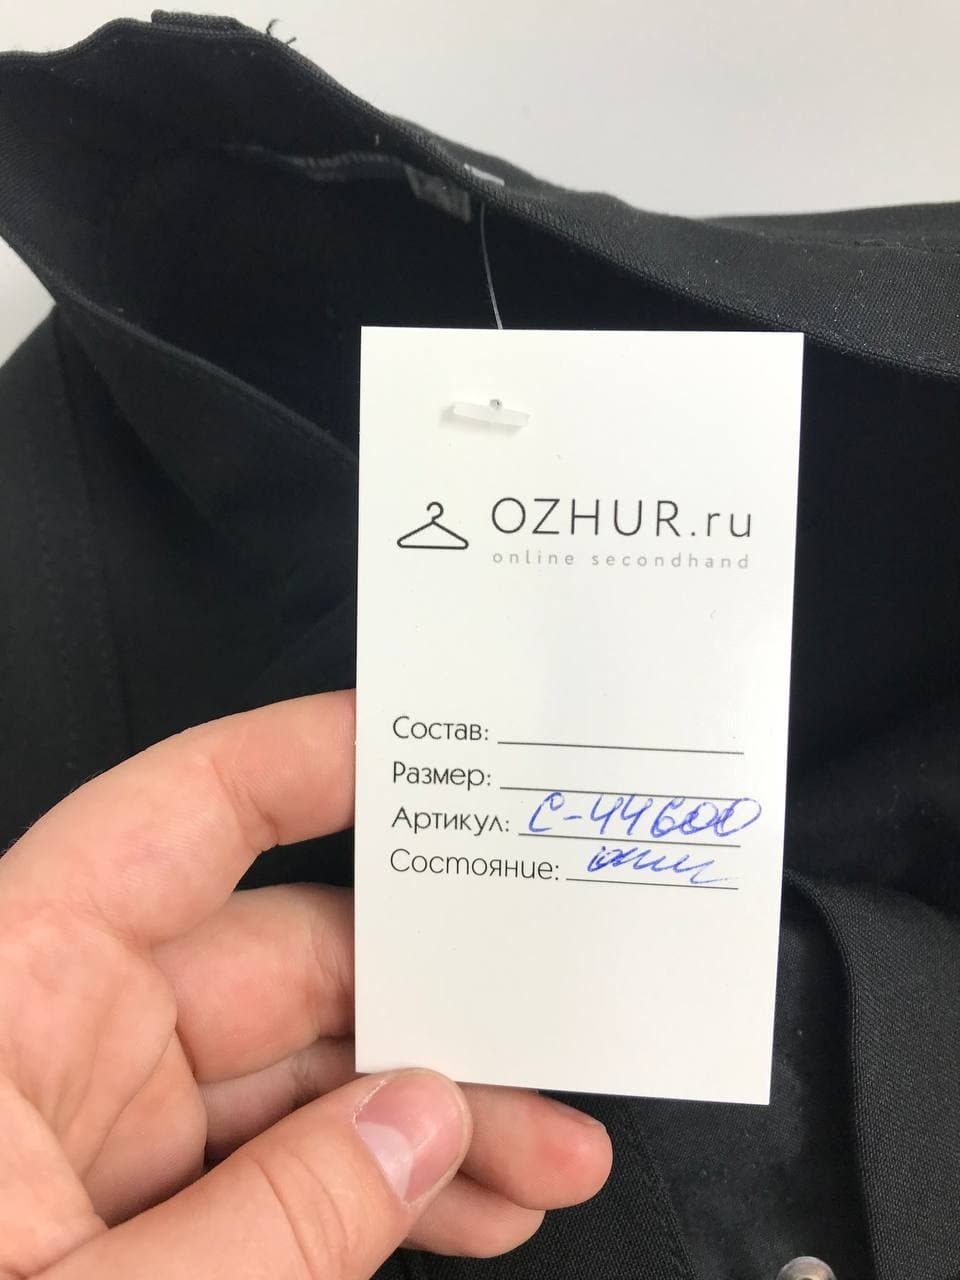 OZHUR.ru
online secondhand
Состав:
Размер:
Артикул: С-44600
Состояние: